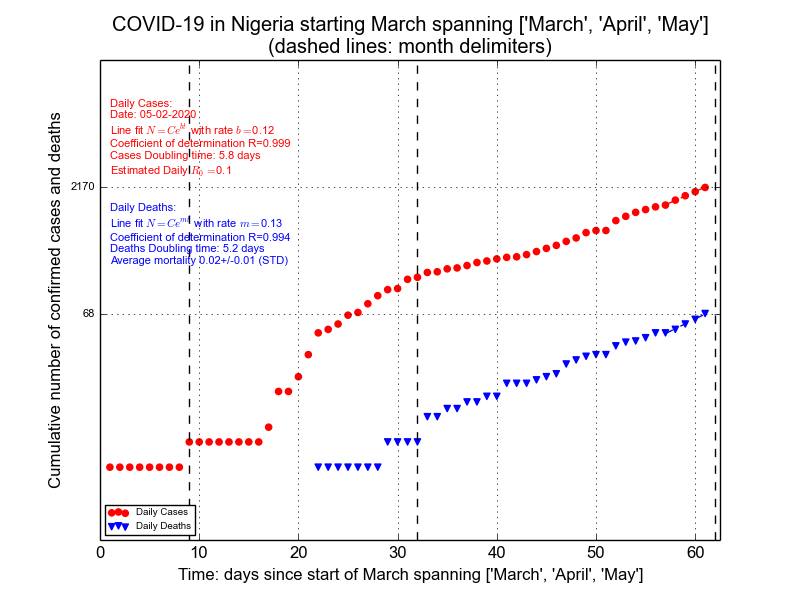 COVID-19 in Nigeria starting March spanning ['March', 'April', 'May']
(dashed lines: month delimiters)
Cumulative number of confirmed cases and deaths
Daily Cases:
Date: 05-02-2020
Line fit N = Ce^{bt} with rate b = 0.12
Coefficient of determination R=0.999
Cases Doubling time: 5.8 days
Estimated Daily R_0 = 0.1
2170
Daily Deaths:
Line fit N = Ce^{mt} with rate m = 0.13
Coefficient of determination R=0.994
Deaths Doubling time: 5.2 days
Average mortality 0.02+/-0.01 (STD)
68
Daily Cases
Daily Deaths
0 10 20 30 40 50 60
Time: days since start of March spanning ['March', 'April', 'May']